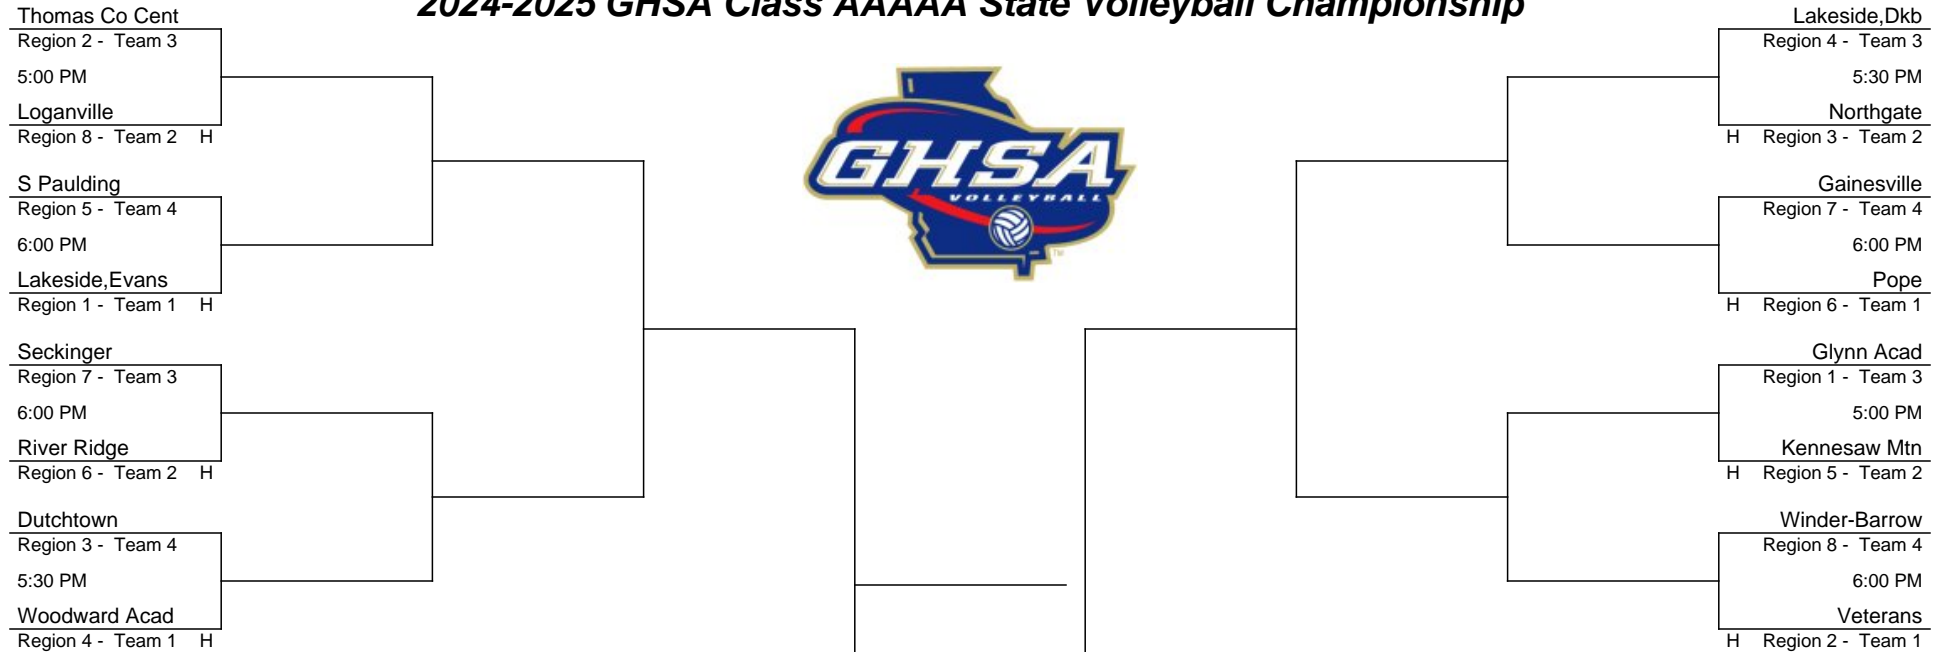 2024-2025 GHSA Class AAAAA State Volleyball Championship
Thomas Co Cent
Region 2 - Team 3
5:00 PM
Loganville
Region 8 - Team 2 H
S Paulding
Region 5 - Team 4
6:00 PM
Lakeside,Evans
Region 1 - Team 1 H
Seckinger
Region 7 - Team 3
6:00 PM
River Ridge
Region 6 - Team 2 H
Dutchtown
Region 3 - Team 4
5:30 PM
Woodward Acad
Region 4 - Team 1 H
GHSA
VOLLEYBALL
TM
Lakeside,Dkb
Region 4 - Team 3
5:30 PM
Northgate
H Region 3 - Team 2
Gainesville
Region 7 - Team 4
6:00 PM
Pope
H Region 6 - Team 1
Glynn Acad
Region 1 - Team 3
5:00 PM
Kennesaw Mtn
H Region 5 - Team 2
Winder-Barrow
Region 8 - Team 4
6:00 PM
Veterans
H Region 2 - Team 1